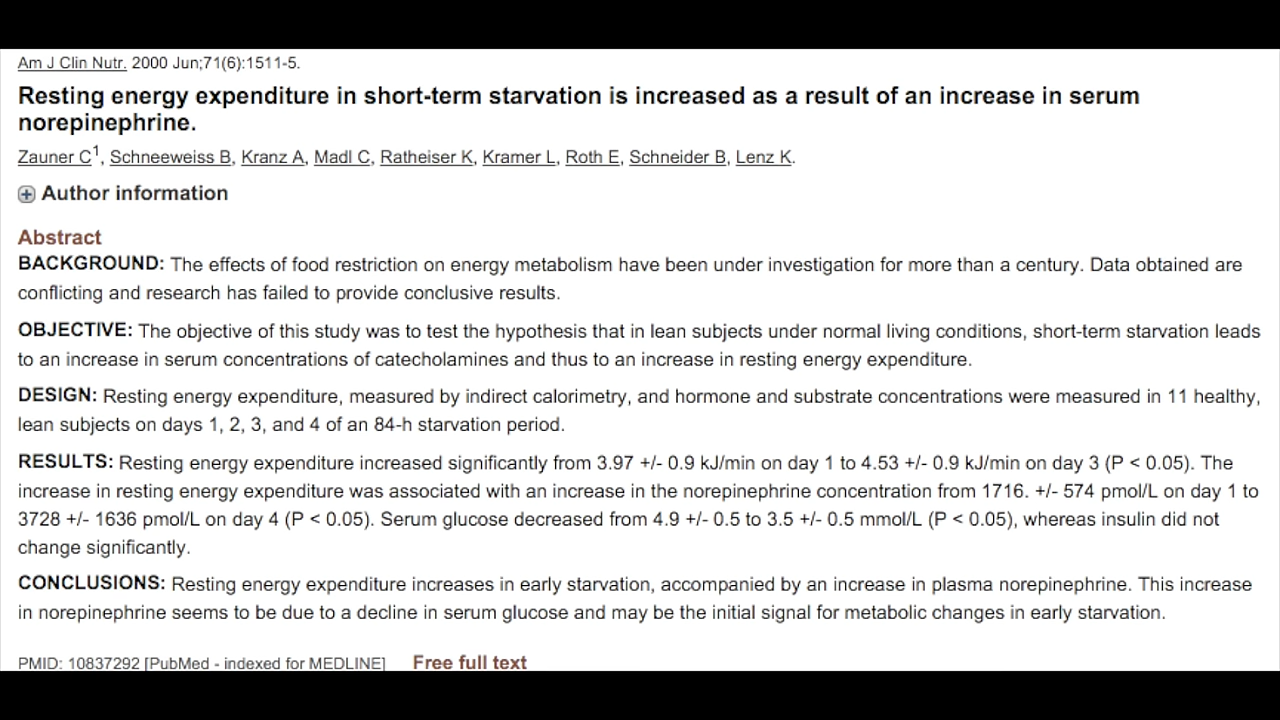 Am J Clin Nutr. 2000 Jun;71(6):1511-5.
Resting energy expenditure in short-term starvation is increased as a result of an increase in serum
norepinephrine.
Zauner C1, Schneeweiss B, Kranz A, Madl C, Ratheiser K, Kramer L, Roth E, Schneider B, Lenz K.
Author information
Abstract
BACKGROUND: The effects of food restriction on energy metabolism have been under investigation for more than a century. Data obtained are
conflicting and research has failed to provide conclusive results.
OBJECTIVE: The objective of this study was to test the hypothesis that in lean subjects under normal living conditions, short-term starvation leads
to an increase in serum concentrations of catecholamines and thus to an increase in resting energy expenditure.
DESIGN: Resting energy expenditure, measured by indirect calorimetry, and hormone and substrate concentrations were measured in 11 healthy,
lean subjects on days 1, 2, 3, and 4 of an 84-h starvation period.
RESULTS: Resting energy expenditure increased significantly from 3.97 +/- 0.9 kJ/min on day 1 to 4.53 +/- 0.9 kJ/min on day 3 (P < 0.05). The
increase in resting energy expenditure was associated with an increase in the norepinephrine concentration from 1716. +/- 574 pmol/L on day 1 to
3728 +/- 1636 pmol/L on day 4 (P < 0.05). Serum glucose decreased from 4.9 +/- 0.5 to 3.5 +/- 0.5 mmol/L (P < 0.05), whereas insulin did not
change significantly.
CONCLUSIONS: Resting energy expenditure increases in early starvation, accompanied by an increase in plasma norepinephrine. This increase
in norepinephrine seems to be due to a decline in serum glucose and may be the initial signal for metabolic changes in early starvation.
PMID: 10837292 [PubMed - indexed for MEDLINE] Free full text